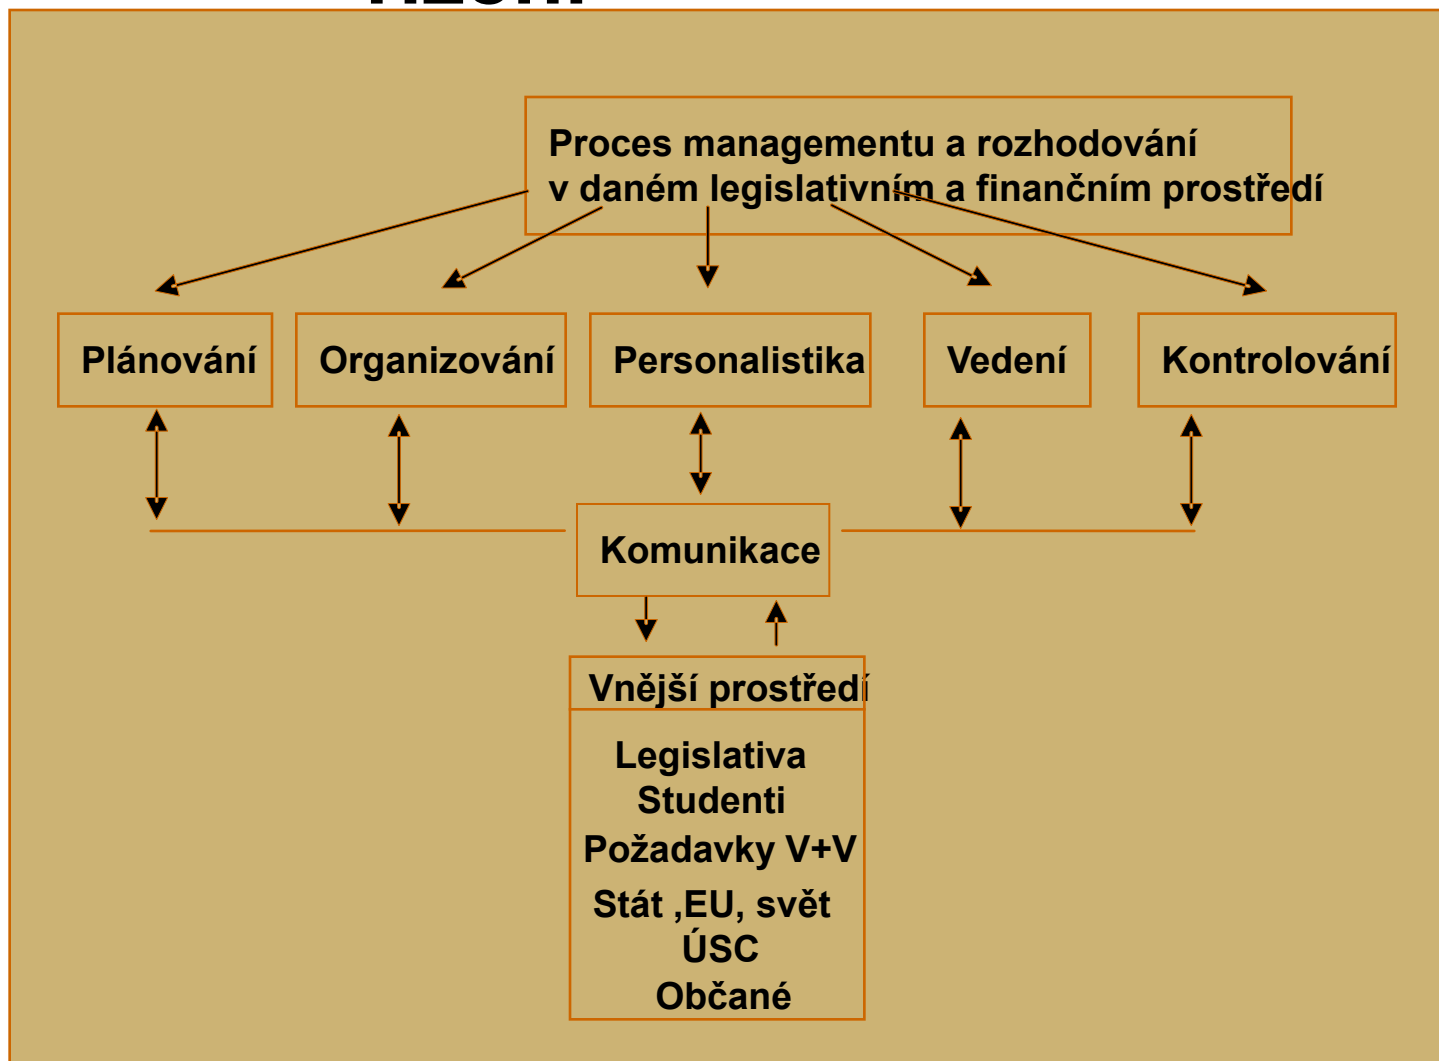 Proces managementu a rozhodování
v daném legislativním a finančním prostředí
Plánování
Organizování
Personalistika
Vedení
Kontrolování
Komunikace
Vnější prostředí
Legislativa
Studenti
Požadavky V+V
Stát ,EU, svět
ÚSC
Občané